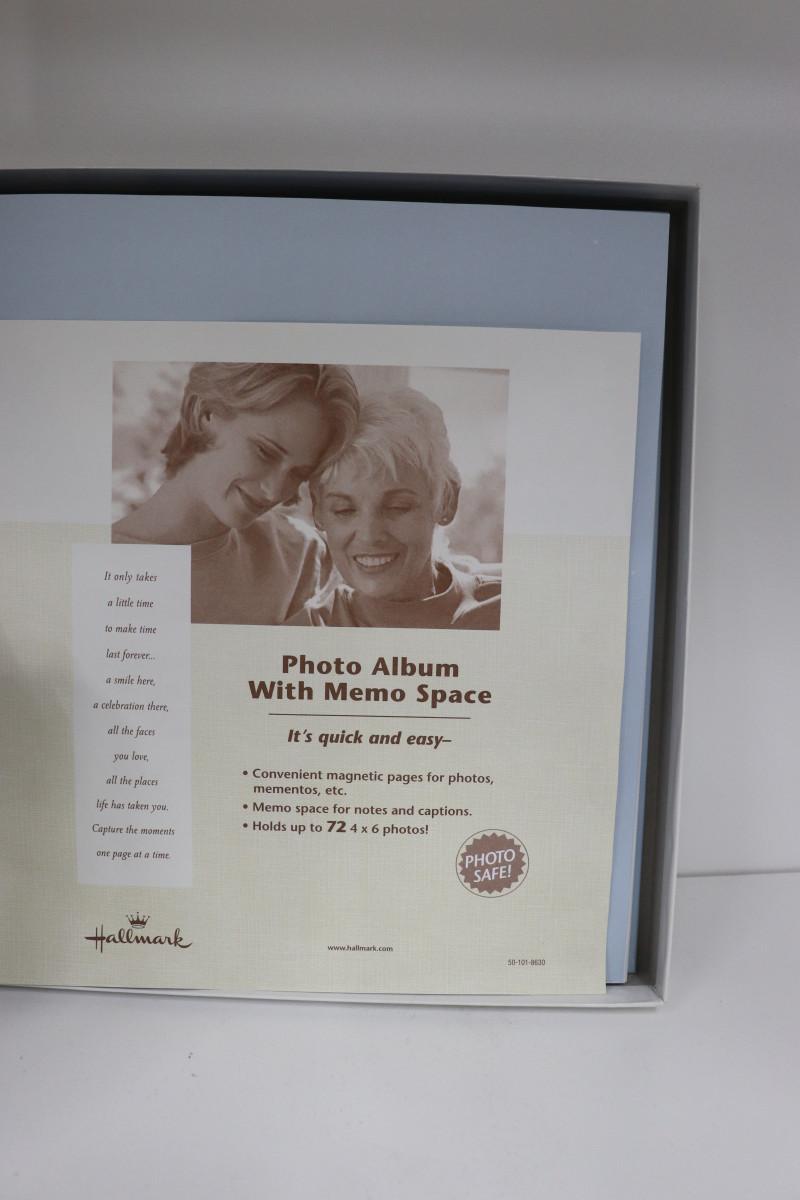 It only takes
a little time
to make time
last forever...
a smile here,
a celebration there,
all the faces
you love,
all the places
life has taken you.
Capture the moments
one page at a time.
Photo Album
With Memo Space
It's quick and easy–
• Convenient magnetic pages for photos,
mementos, etc.
• Memo space for notes and captions.
• Holds up to 72 4 x 6 photos!
PHOTO
SAFE!
Hallmark
www.hallmark.com
50-101-8630